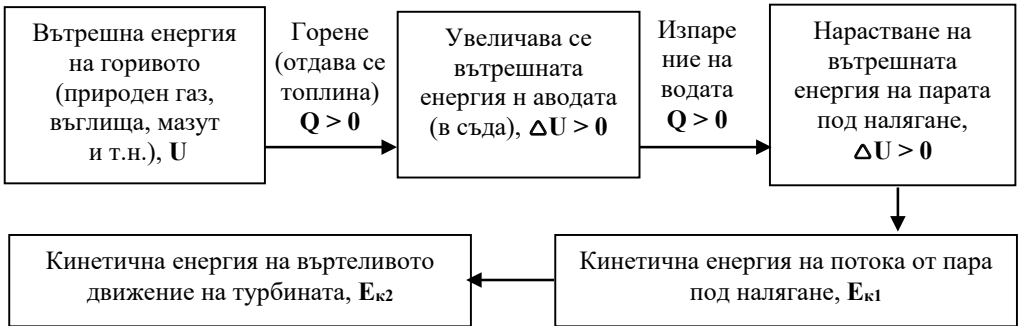 Вътрешна енергия
на горивото
(природен газ,
въглища, мазут
и т.н.), U
Горене
(отдава се
топлина)
Q > 0
Увеличава се
вътрешната
енергия н аводата
(в съда), △U > 0
Изпаре
ние на
водата
Q > 0
Нарастване на
вътрешната
енергия на парата
под налягане,
△U > 0
Кинетична енергия на потока от пара
под налягане, Eк1
Кинетична енергия на въртеливото
движение на турбината, Eк2